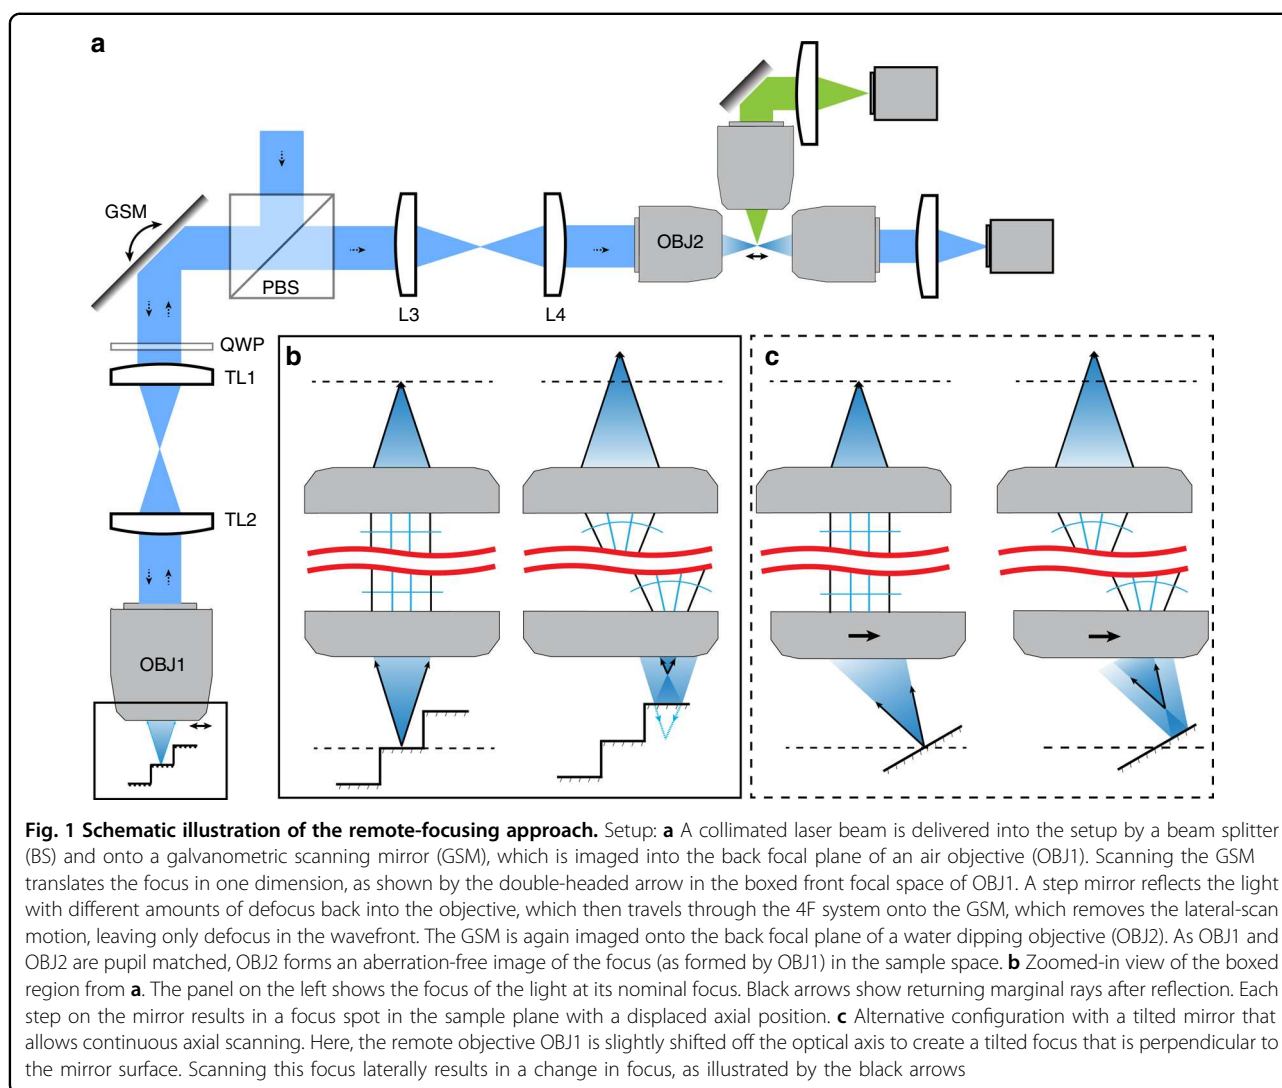 a
GSM
OBJ2
PBS
L3
L4
QWP
TL1
TL2
OBJ1
b
c
Fig. 1 Schematic illustration of the remote-focusing approach. Setup: a A collimated laser beam is delivered into the setup by a beam splitter
(BS) and onto a galvanometric scanning mirror (GSM), which is imaged into the back focal plane of an air objective (OBJ1). Scanning the GSM
translates the focus in one dimension, as shown by the double-headed arrow in the boxed front focal space of OBJ1. A step mirror reflects the light
with different amounts of defocus back into the objective, which then travels through the 4F system onto the GSM, which removes the lateral-scan
motion, leaving only defocus in the wavefront. The GSM is again imaged onto the back focal plane of a water dipping objective (OBJ2). As OBJ1 and
OBJ2 are pupil matched, OBJ2 forms an aberration-free image of the focus (as formed by OBJ1) in the sample space. b Zoomed-in view of the boxed
region from a. The panel on the left shows the focus of the light at its nominal focus. Black arrows show returning marginal rays after reflection. Each
step on the mirror results in a focus spot in the sample plane with a displaced axial position. c Alternative configuration with a tilted mirror that
allows continuous axial scanning. Here, the remote objective OBJ1 is slightly shifted off the optical axis to create a tilted focus that is perpendicular to
the mirror surface. Scanning this focus laterally results in a change in focus, as illustrated by the black arrows